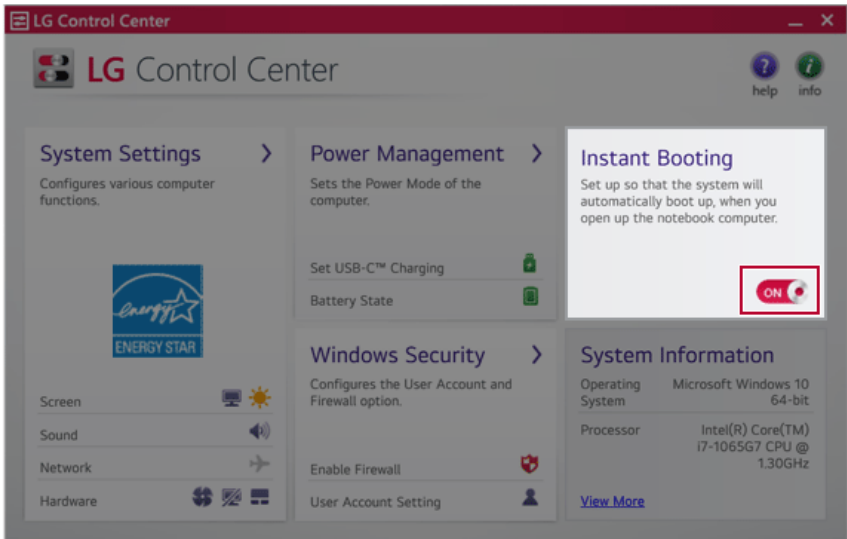 LG Control Center
LG Control Center
help
info
System Settings
Configures various computer
functions.
energy
ENERGY STAR
Screen
Sound
Network
Hardware
Power Management
Sets the Power Mode of the
computer.
Set USB-C™ Charging
Battery State
Windows Security
Configures the User Account and
Firewall option.
Enable Firewall
User Account Setting
Instant Booting
Set up so that the system will
automatically boot up, when you
open up the notebook computer.
ON
System Information
Operating Microsoft Windows 10
System 64-bit
Processor Intel(R) Core(TM)
i7-1065G7 CPU @
1.30GHz
View More